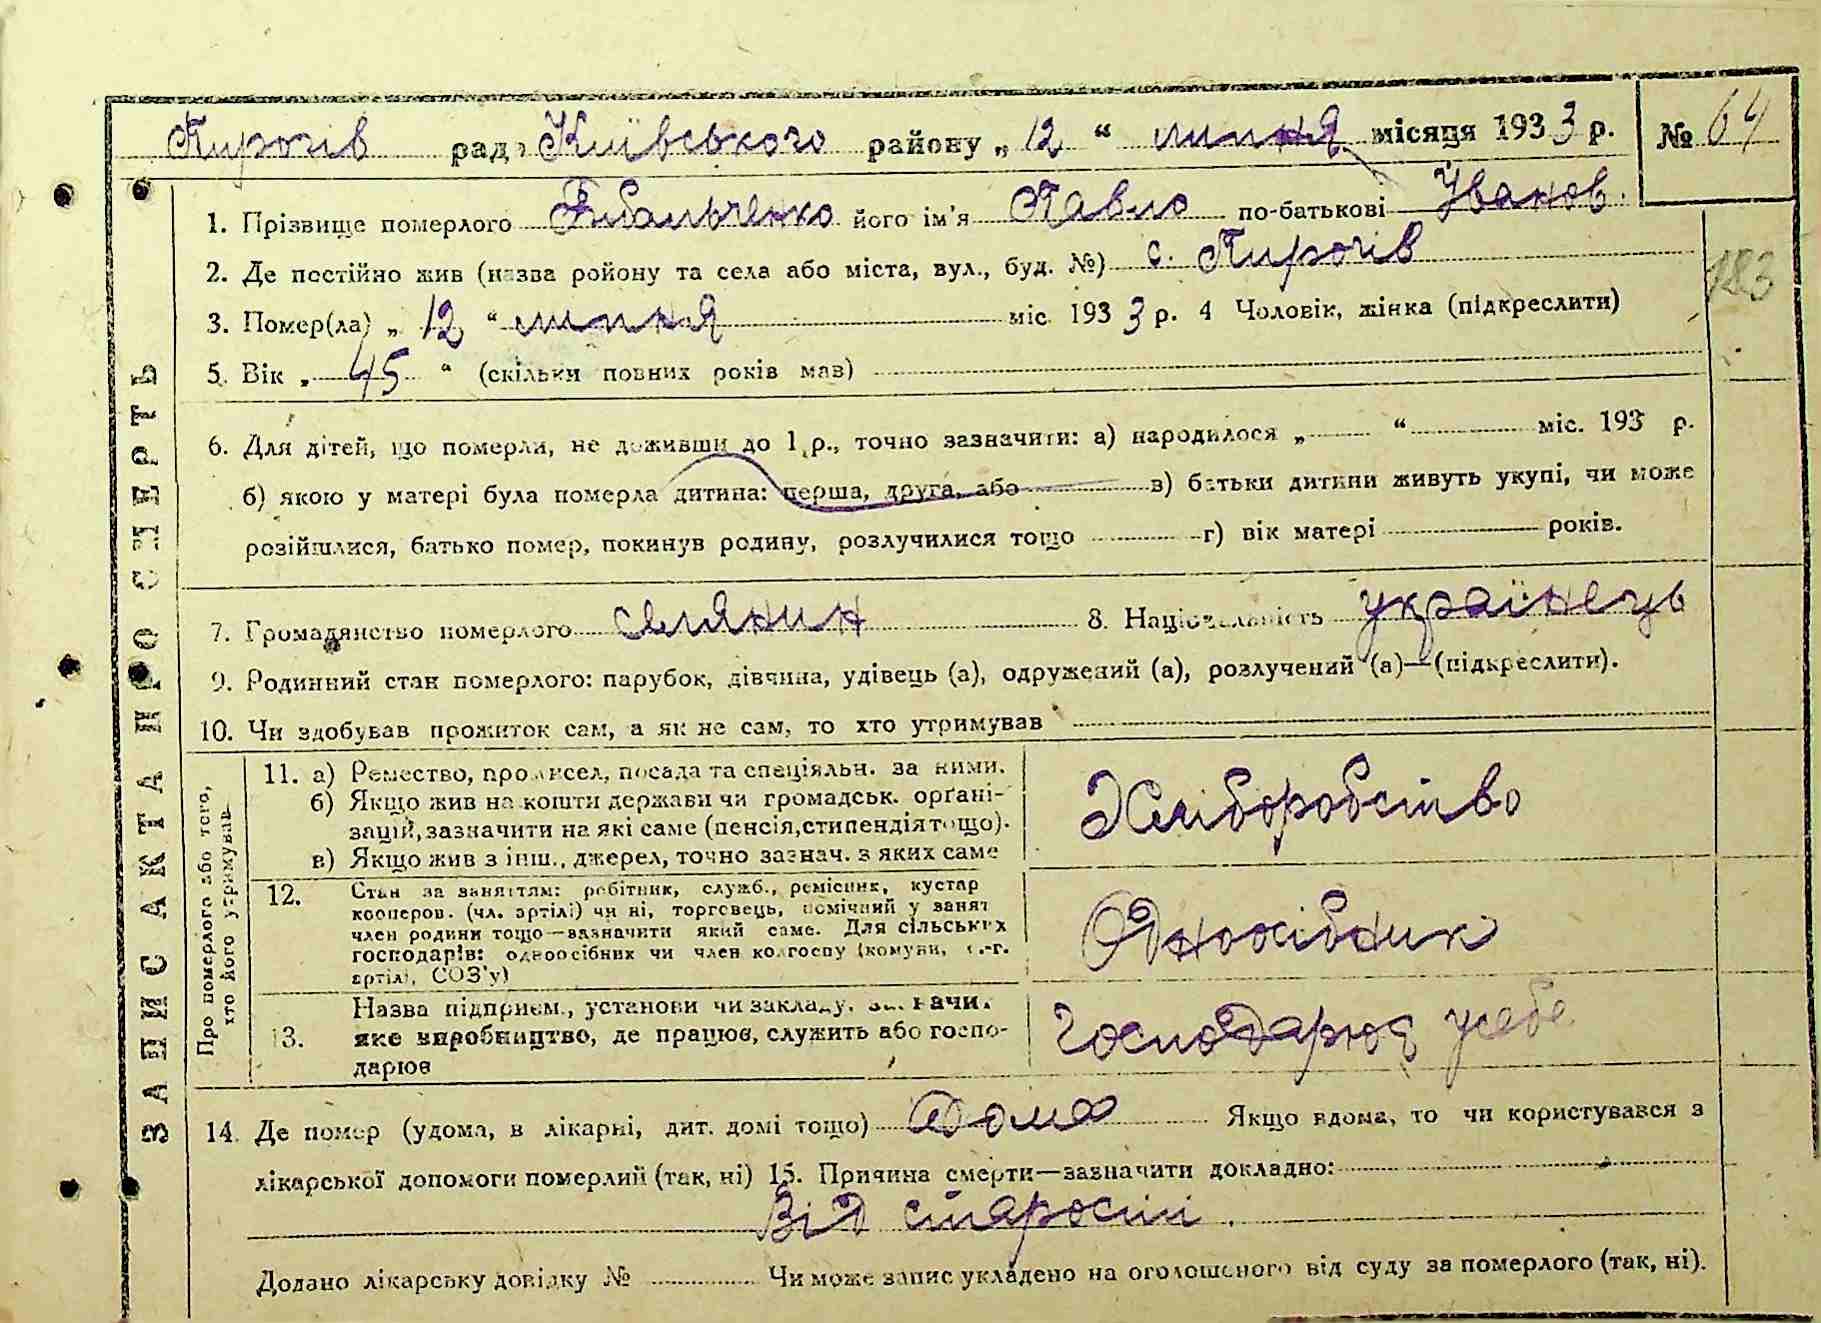 Пирогів рад Київського району „ 12 “ липня місяця 1933 р. № 64
1. Прізвище померлого Рибальченко його ім'я Павло по-батькові Іванов.
2. Де постійно жив (назва ройону та села або міста, вул., буд. №) с. Пирогів
183
3. Помер(ла) „ 12 “ липня міс. 1933 р. 4 Чоловік, жінка (підкреслити)
5. Вік „ 45 “ (скільки повних років мав)
6. Для дітей, що померли, не доживши до 1 р., точно зазначити: а) народилося „ “ міс. 193 р.
б) якою у матері була померла дитина: перша, друга, або в) батьки дитини живуть укупі, чи може
розійшлися, батько помер, покинув родину, розлучилися тощо г) вік матері років.
7. Громадянство померлого селянин 8. Національність українець
9. Родинний стан померлого: парубок, дівчина, удівець (а), одружений (а), розлучений (а)—(підкреслити).
10. Чи здобував прожиток сам, а як не сам, то хто утримував
ЗАПИС АКТА ПРО СМЕРТЬ
Про померлого або того, хто його утримував
11. а) Ремество, промисел, посада та спеціяльн. за ними.
б) Якщо жив на кошти держави чи громадськ. орґані-
зацій, зазначити на які саме (пенсія, стипендія тощо).
в) Якщо жив з інш., джерел, точно зазнач. з яких саме
Хліборобство
12. Стан за заняттям: робітник, служб., ремісник, кустар
кооперов. (чл. артілі) чи ні, торговець, помічний у занят
член родини тощо—зазначити який саме. Для сільських
господарів: одноосібник чи член колгоспу (комуни, с.-г.
артілі, СОЗ'у)
Одноосібник
13. Назва підприєм., установи чи закладу, зазначит
яке виробництво, де працює, служить або госпо-
дарює
Господарює у себе
14. Де помер (удома, в лікарні, дит. домі тощо) Дома Якщо вдома, то чи користувався з
лікарської допомоги померлий (так, ні) 15. Причина смерти—зазначити докладно:
Від старости
Додано лікарську довідку № Чи може запис укладено на оголошеного від суду за померлого (так, ні).